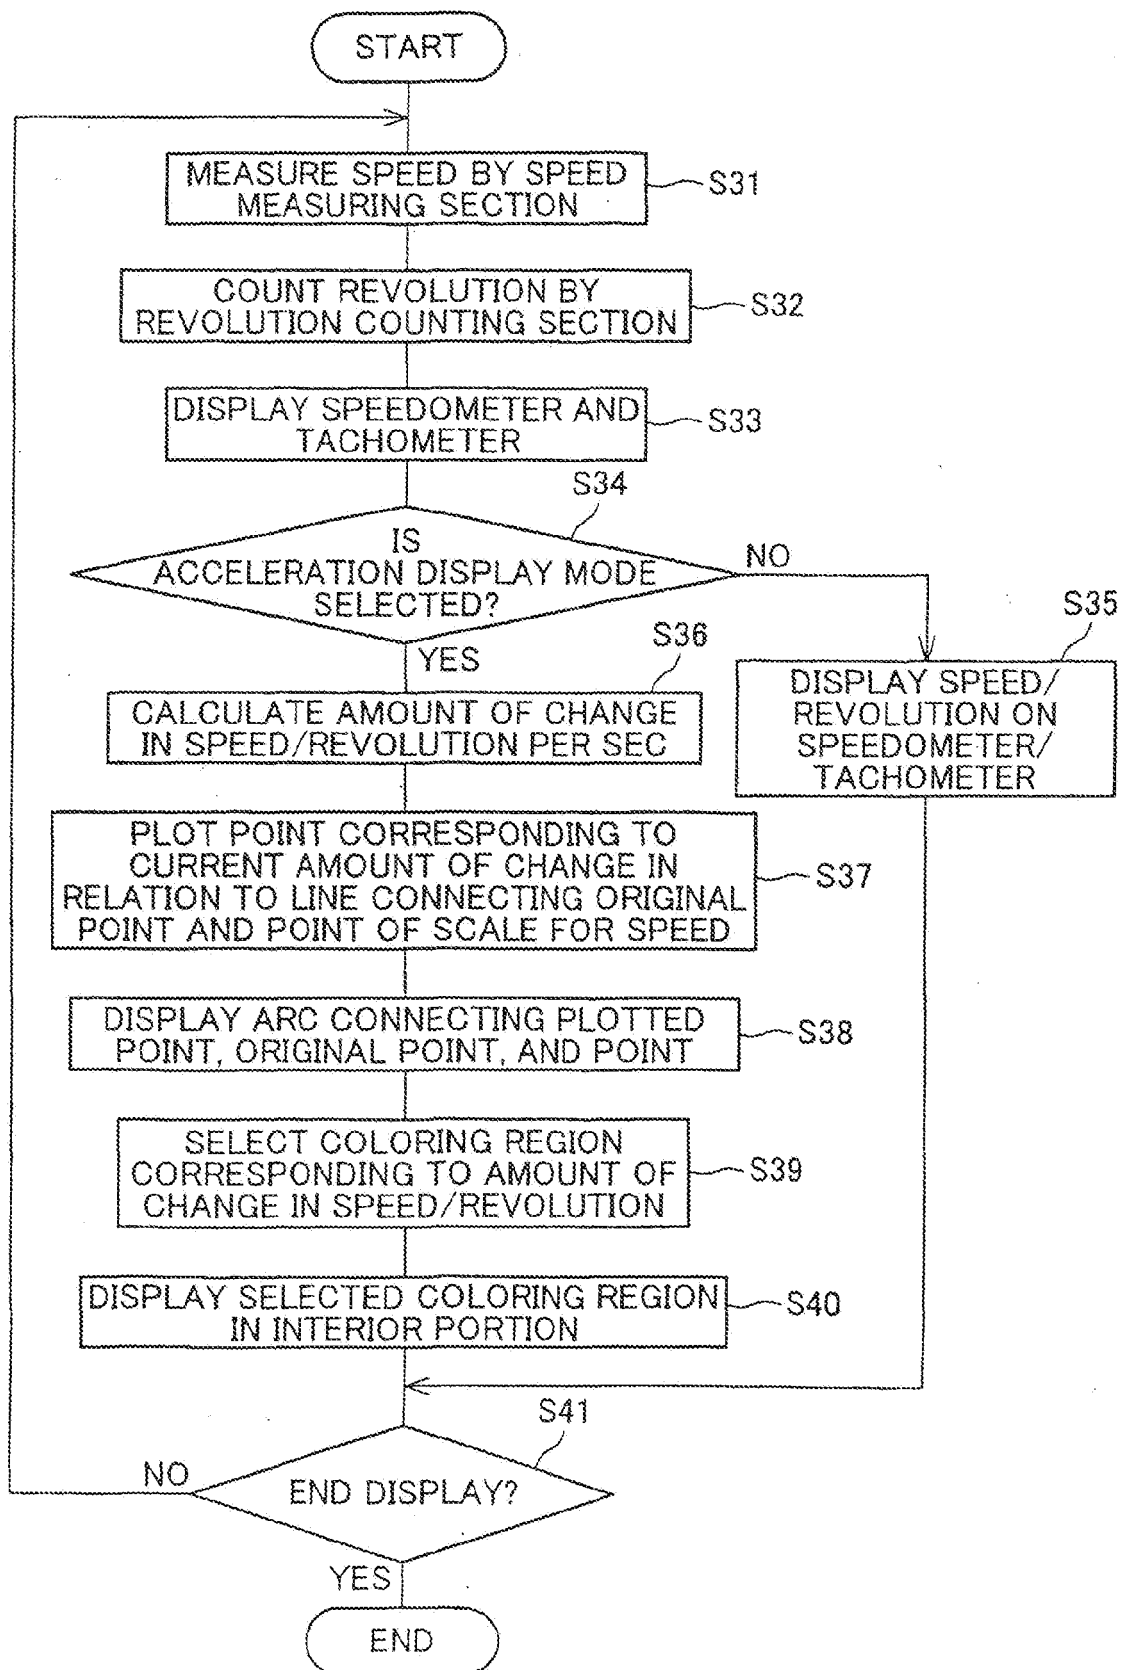 START
MEASURE SPEED BY SPEED
MEASURING SECTION
S31
COUNT REVOLUTION BY
REVOLUTION COUNTING SECTION
S32
DISPLAY SPEEDOMETER AND
TACHOMETER
S33
S34
IS
ACCELERATION DISPLAY MODE
SELECTED?
NO
YES
S35
DISPLAY SPEED/
REVOLUTION ON
SPEEDOMETER/
TACHOMETER
S36
CALCULATE AMOUNT OF CHANGE
IN SPEED/REVOLUTION PER SEC
PLOT POINT CORRESPONDING TO
CURRENT AMOUNT OF CHANGE IN
RELATION TO LINE CONNECTING ORIGINAL
POINT AND POINT OF SCALE FOR SPEED
S37
DISPLAY ARC CONNECTING PLOTTED
POINT, ORIGINAL POINT, AND POINT
S38
SELECT COLORING REGION
CORRESPONDING TO AMOUNT OF
CHANGE IN SPEED/REVOLUTION
S39
DISPLAY SELECTED COLORING REGION
IN INTERIOR PORTION
S40
S41
END DISPLAY?
NO
YES
END